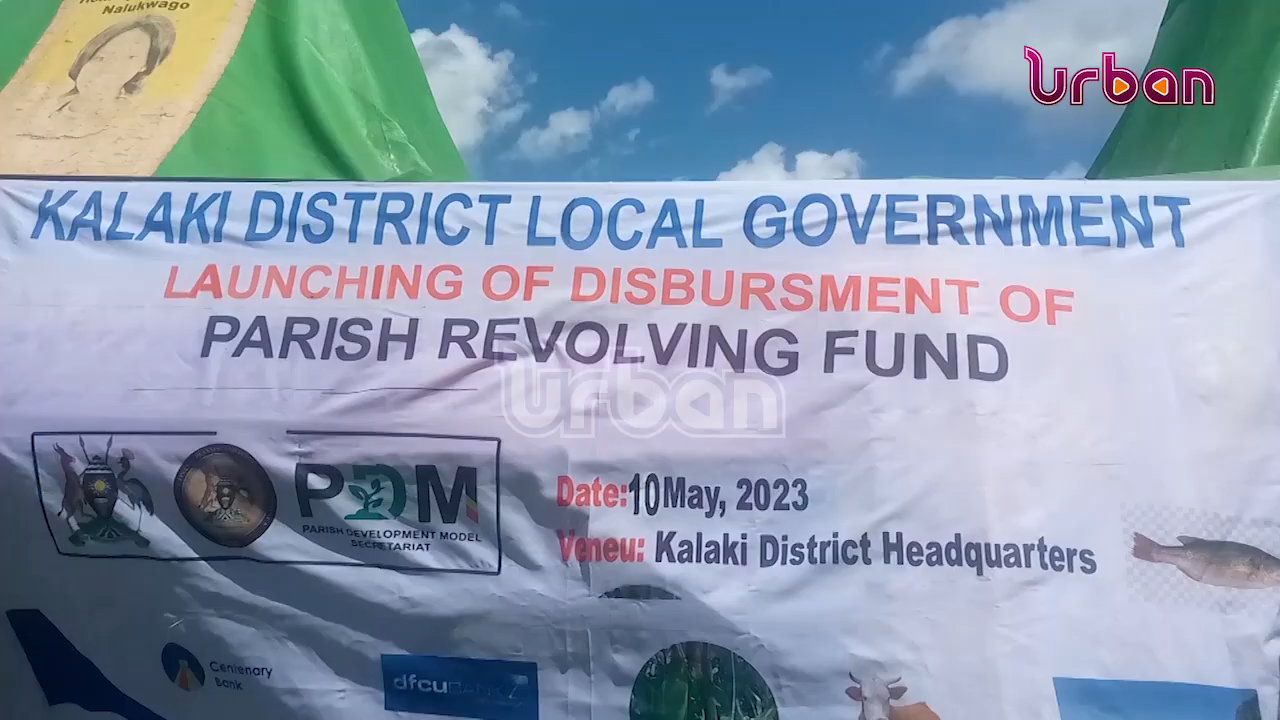 Nalukwago
urban
KALAKI DISTRICT LOCAL GOVERNMENT
LAUNCHING OF DISBURSMENT OF
PARISH REVOLVING FUND
urban
PDM
PARISH DEVELOPMENT MODEL
SECRETARIAT
Date:10May, 2023
Veneu: Kalaki District Headquarters
Centenary
Bank
dfcu BANK